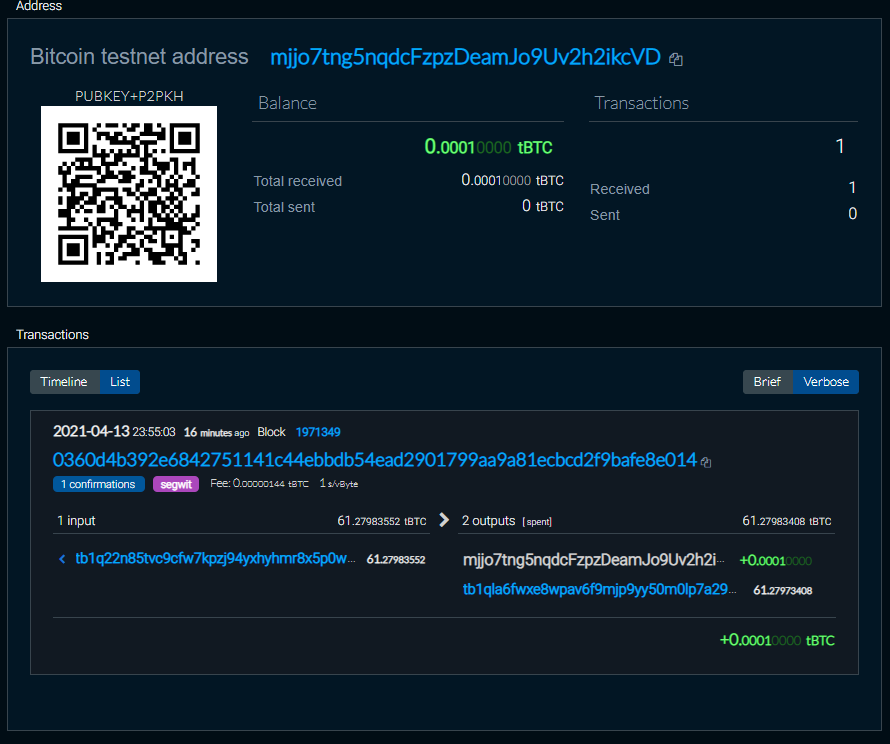 Address
Bitcoin testnet address mjjo7tng5nqdcFzpzDeamJo9Uv2h2ikcVD
PUBKEY+P2PKH
Balance
Transactions
0.00010000 tBTC
1
Total received 0.00010000 tBTC
Received 1
Total sent 0 tBTC
Sent 0
Transactions
Timeline List
Brief Verbose
2021-04-13 23:55:03 16 minutes ago Block 1971349
0360d4b392e6842751141c44ebbdb54ead2901799aa9a81ecbcd2f9bafe8e014
1 confirmations segwit Fee: 0.00000144 tBTC 1 s/vByte
1 input 61.27983552 tBTC
2 outputs [spent] 61.27983408 tBTC
tb1q22n85tvc9cfw7kpzj94yxhyhmr8x5p0w... 61.27983552
mjjo7tng5nqdcFzpzDeamJo9Uv2h2i... +0.00010000
tb1qla6fwxe8wpav6f9mjp9yy50m0lp7a29... 61.27973408
+0.00010000 tBTC